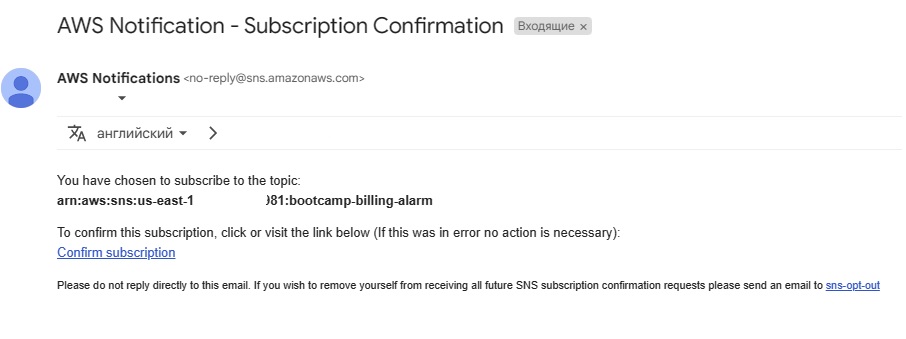 AWS Notification - Subscription Confirmation Входящие ×
AWS Notifications <no-reply@sns.amazonaws.com>
английский
You have chosen to subscribe to the topic:
arn:aws:sns:us-east-1 981:bootcamp-billing-alarm
To confirm this subscription, click or visit the link below (If this was in error no action is necessary):
Confirm subscription
Please do not reply directly to this email. If you wish to remove yourself from receiving all future SNS subscription confirmation requests please send an email to sns-opt-out